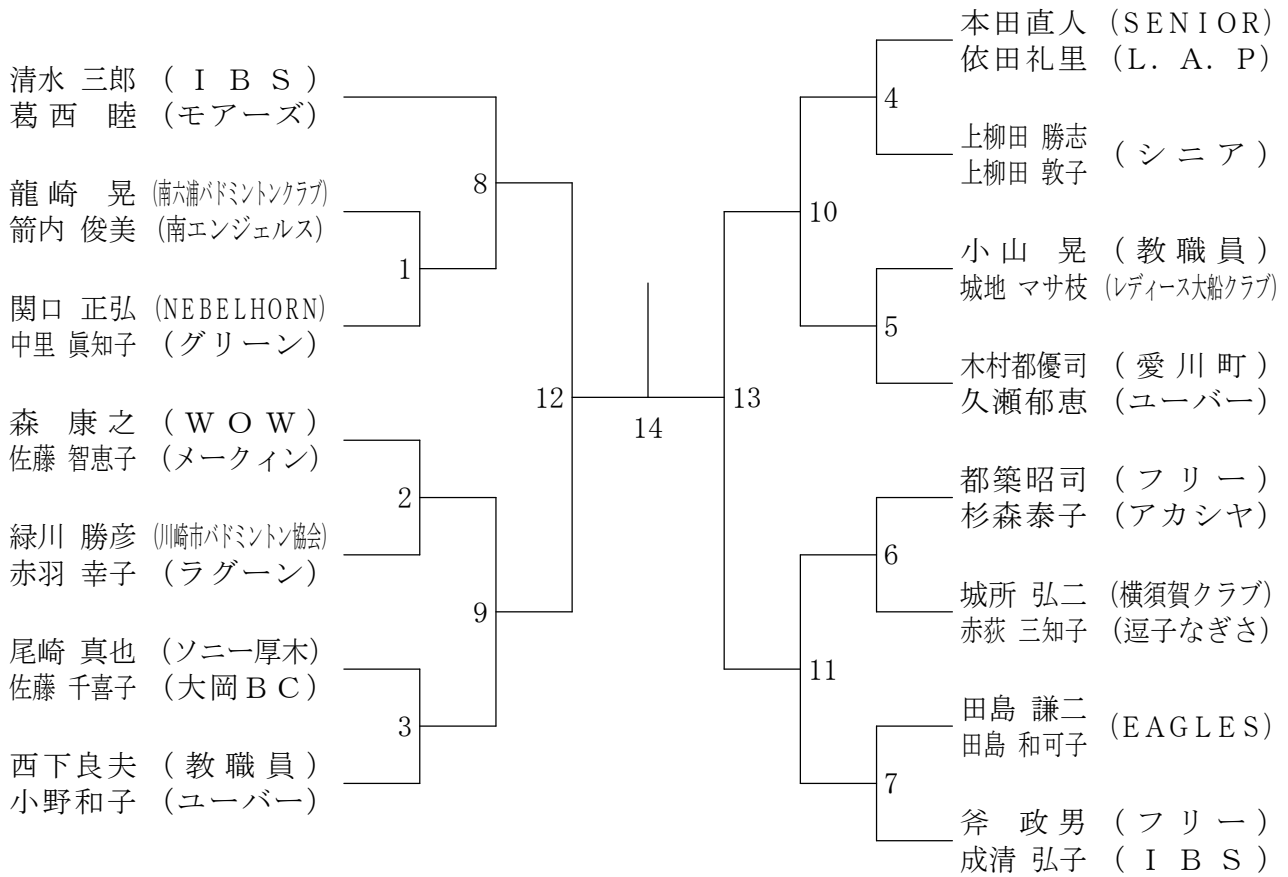 清水 三郎 (ＩＢＳ)
葛西 睦 (モアーズ)
8
龍崎 晃 (南六浦バドミントンクラブ)
箭内 俊美 (南エンジェルス)
1
関口 正弘 (NEBELHORN)
中里 眞知子 (グリーン)
12
森 康之 (ＷＯＷ)
佐藤 智恵子 (メークィン)
2
緑川 勝彦 (川崎市バドミントン協会)
赤羽 幸子 (ラグーン)
9
尾崎 真也 (ソニー厚木)
佐藤 千喜子 (大岡ＢＣ)
3
西下良夫 (教職員)
小野和子 (ユーバー)
14
本田直人 (SENIOR)
依田礼里 (L. A. P)
4
上柳田 勝志
上柳田 敦子 (シニア)
10
小山 晃 (教職員)
城地 マサ枝 (レディース大船クラブ)
5
木村都優司 (愛川町)
久瀬郁恵 (ユーバー)
13
都築昭司 (フリー)
杉森泰子 (アカシヤ)
6
城所 弘二 (横須賀クラブ)
赤荻 三知子 (逗子なぎさ)
11
田島 謙二
田島 和可子 (EAGLES)
7
斧 政男 (フリー)
成清 弘子 (ＩＢＳ)